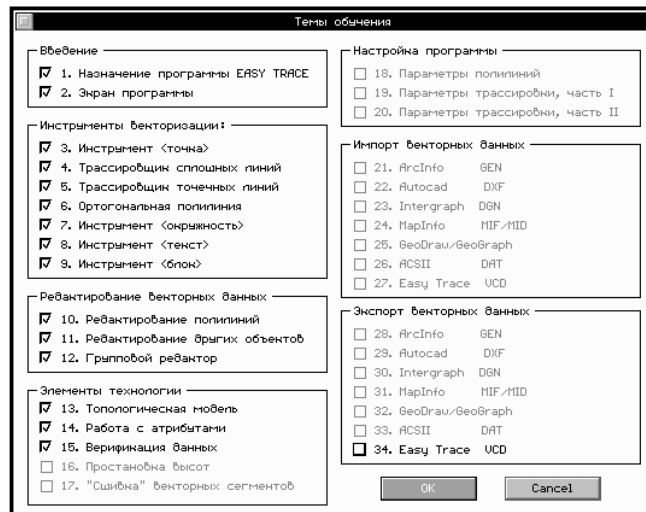 Темы обучения
Введение
1. Назначение программы EASY TRACE
2. Экран программы
Инструменты векторизации:
3. Инструмент <точка>
4. Трассировщик сплошных линий
5. Трассировщик точечных линий
6. Ортогональная полилиния
7. Инструмент <окружность>
8. Инструмент <текст>
9. Инструмент <блок>
Редактирование векторных данных
10. Редактирование полилиний
11. Редактирование других объектов
12. Групповой редактор
Элементы технологии
13. Топологическая модель
14. Работа с атрибутами
15. Верификация данных
16. Простановка высот
17. "Сшивка" векторных сегментов
Настройка программы
18. Параметры полилиний
19. Параметры трассировки, часть I
20. Параметры трассировки, часть II
Импорт векторных данных
21. ArcInfo GEN
22. Autocad DXF
23. Intergraph DGN
24. MapInfo MIF/MID
25. GeoDraw/GeoGraph
26. ACSII DAT
27. Easy Trace VCD
Экспорт векторных данных
28. ArcInfo GEN
29. Autocad DXF
30. Intergraph DGN
31. MapInfo MIF/MID
32. GeoDraw/GeoGraph
33. ACSII DAT
34. Easy Trace VCD
OK Cancel